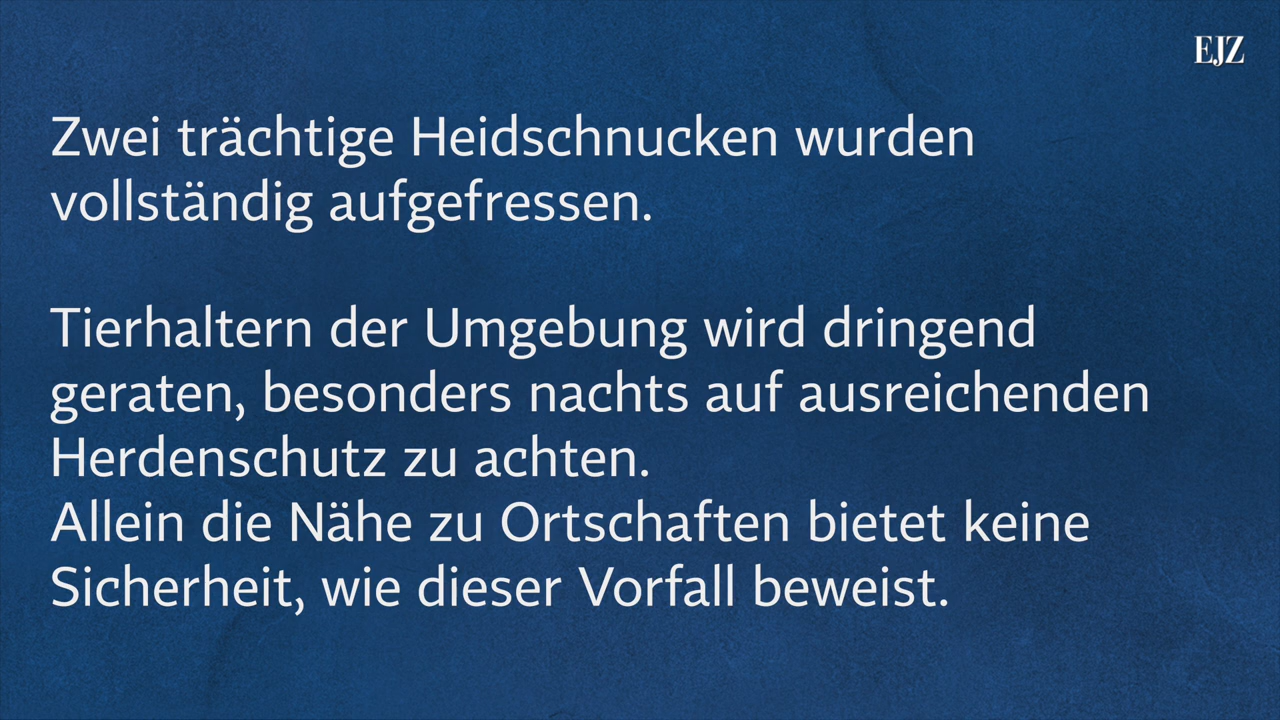 EJZ
Zwei trächtige Heidschnucken wurden
vollständig aufgefressen.
Tierhaltern der Umgebung wird dringend
geraten, besonders nachts auf ausreichenden
Herdenschutz zu achten.
Allein die Nähe zu Ortschaften bietet keine
Sicherheit, wie dieser Vorfall beweist.